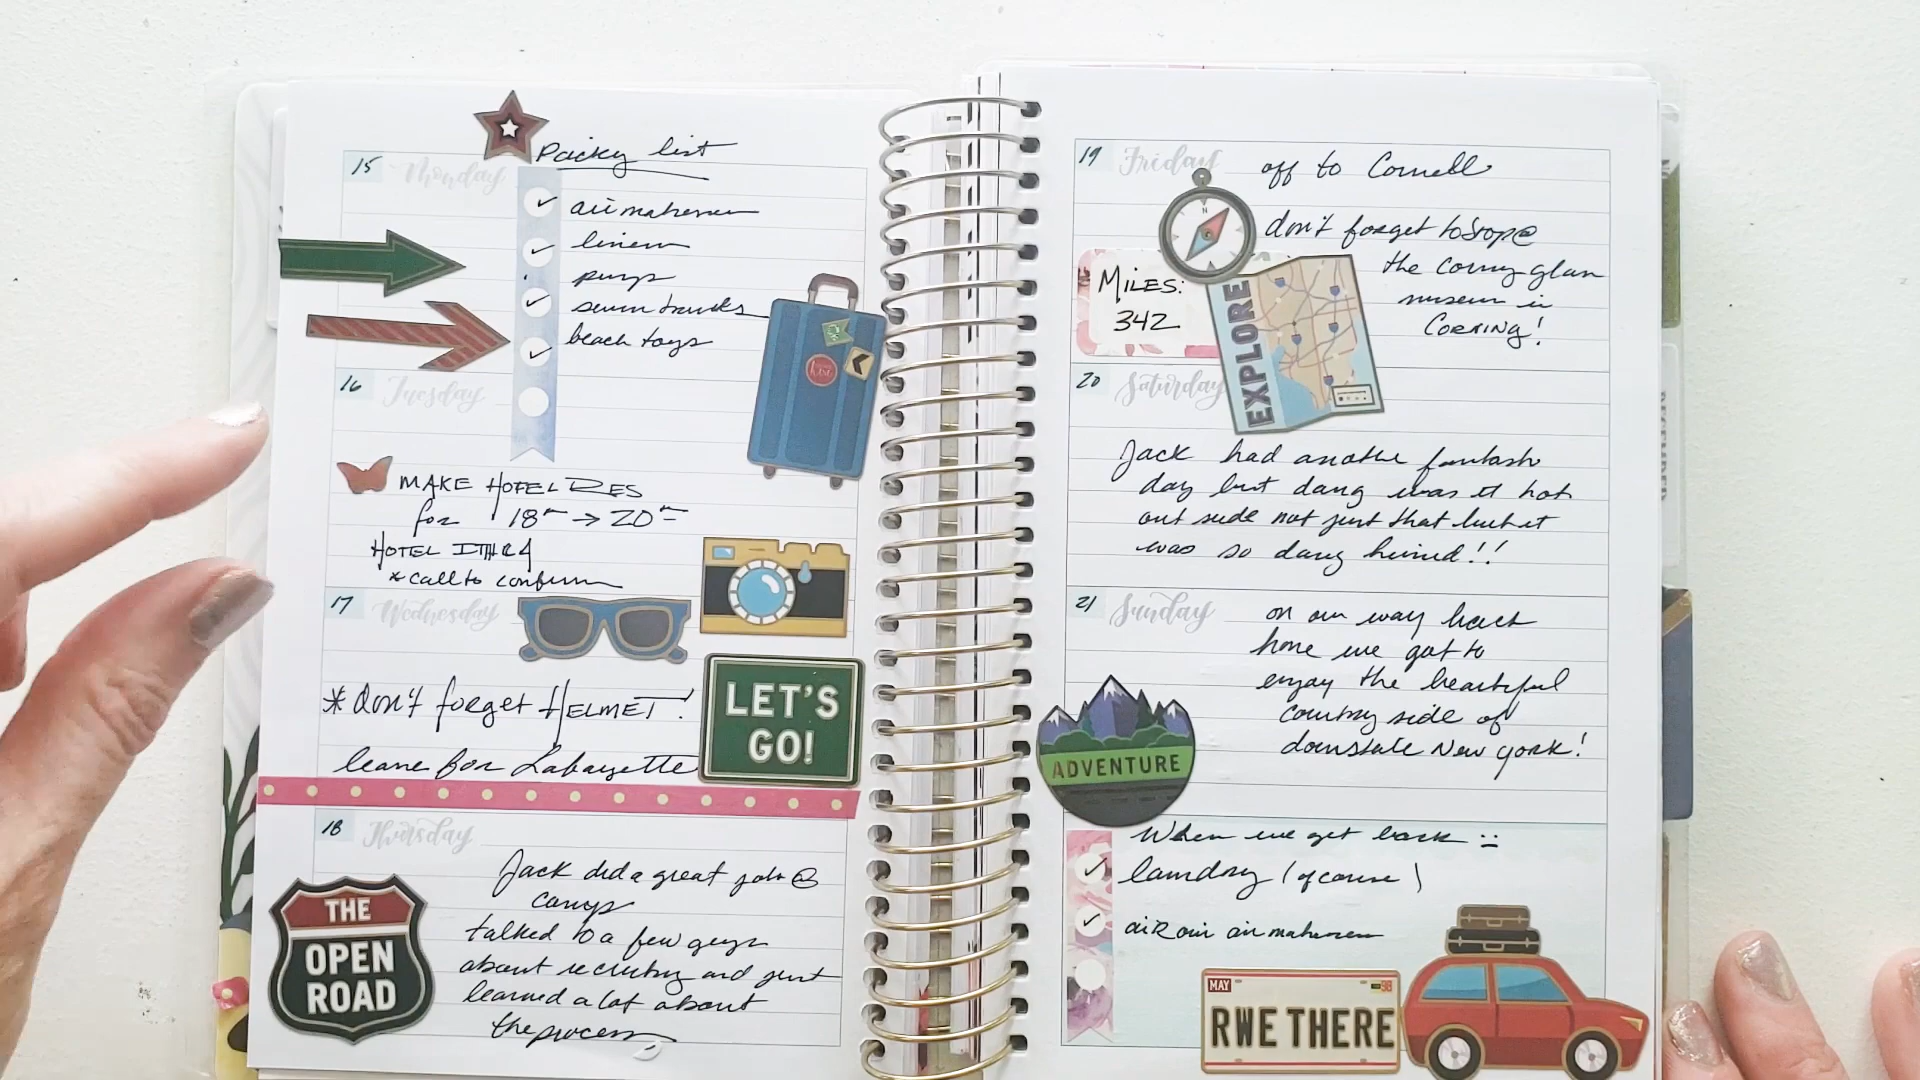 15 Monday
Packing list
air mattresses
linens
pumps
swim trunks
beach toys
16 Tuesday
MAKE HOTEL RES
for 18th → 20th
HOTEL ITHACA
* call to confirm
17 Wednesday
* don't forget HELMET!
leave for Lafayette
LET'S
GO!
18 Thursday
THE
OPEN
ROAD
Jack did a great job @
camp
talked to a few guys
about recruiting and just
learned a lot about
the process
19 Friday
off to Cornell
don't forget to stop @
the corning glass
museum in
CORNING!
MILES:
342
N
EXPLORE
20 Saturday
Jack had another fantastic
day but dang was it hot
out side not just that but it
was so dang humid!!
21 Sunday
on our way back
home we got to
enjoy the beautiful
country side of
downstate New York!
ADVENTURE
When we get back
laundry (of course)
air out air mattresses
MAY 98
RWE THERE